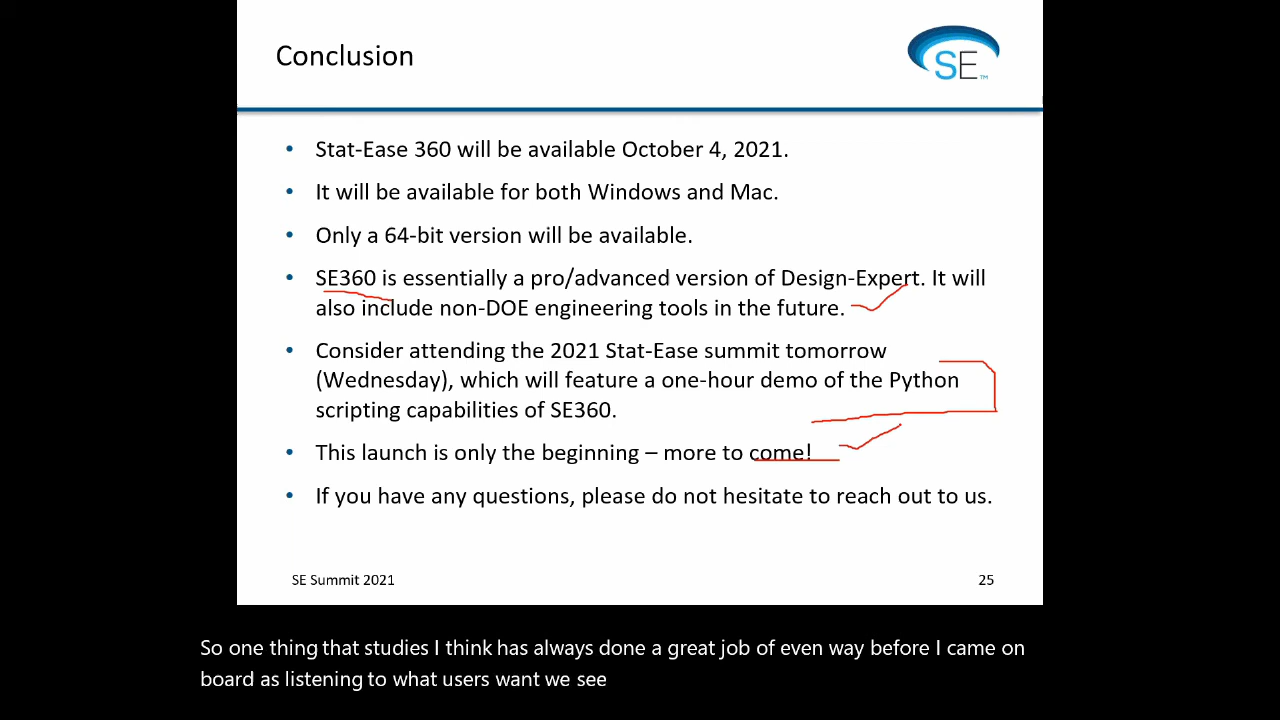 Conclusion
SE™
• Stat-Ease 360 will be available October 4, 2021.
• It will be available for both Windows and Mac.
• Only a 64-bit version will be available.
• SE360 is essentially a pro/advanced version of Design-Expert. It will
also include non-DOE engineering tools in the future.
• Consider attending the 2021 Stat-Ease summit tomorrow
(Wednesday), which will feature a one-hour demo of the Python
scripting capabilities of SE360.
• This launch is only the beginning – more to come!
• If you have any questions, please do not hesitate to reach out to us.
SE Summit 2021
25
So one thing that studies I think has always done a great job of even way before I came on
board as listening to what users want we see